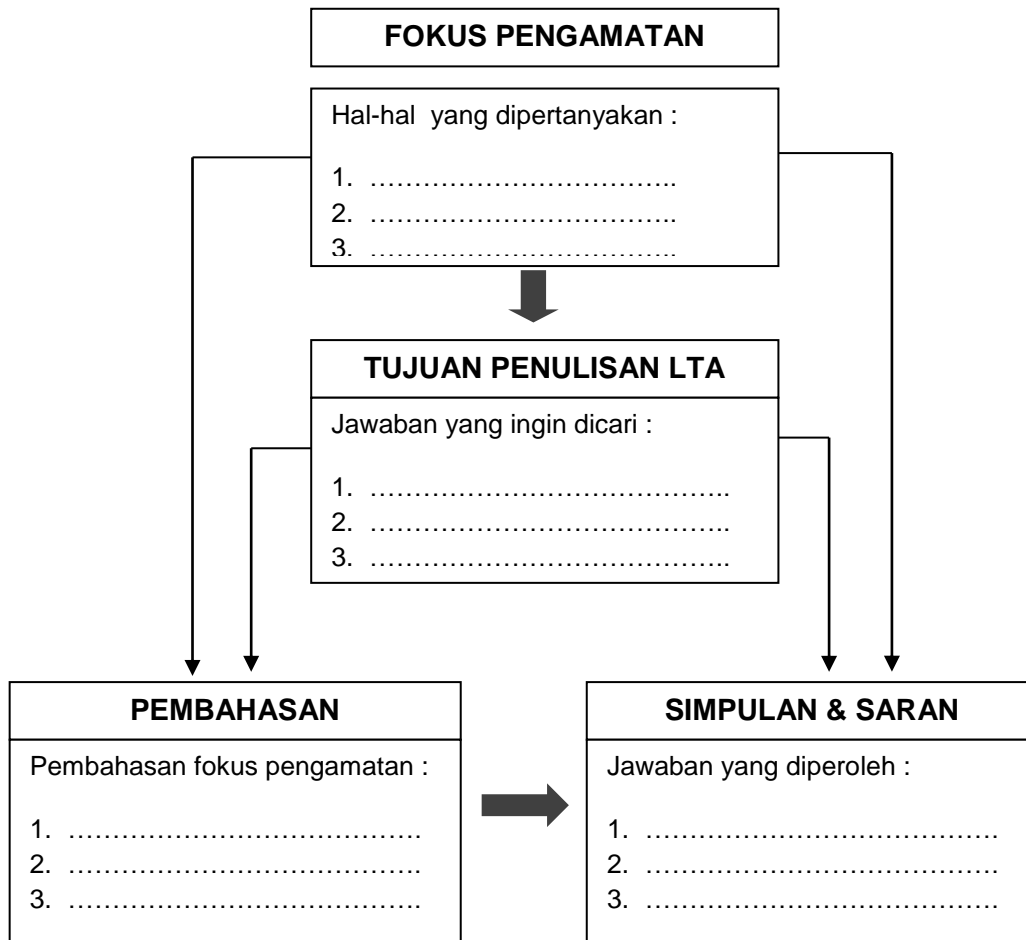 FOKUS PENGAMATAN
Hal-hal yang dipertanyakan :
1. ………………………………..
2. ………………………………..
3. ………………………………..
TUJUAN PENULISAN LTA
Jawaban yang ingin dicari :
1. …………………………………..
2. …………………………………..
3. …………………………………..
PEMBAHASAN
Pembahasan fokus pengamatan :
1. ………………………………….
2. ………………………………….
3. ………………………………….
SIMPULAN & SARAN
Jawaban yang diperoleh :
1. ………………………………….
2. ………………………………….
3. ………………………………….